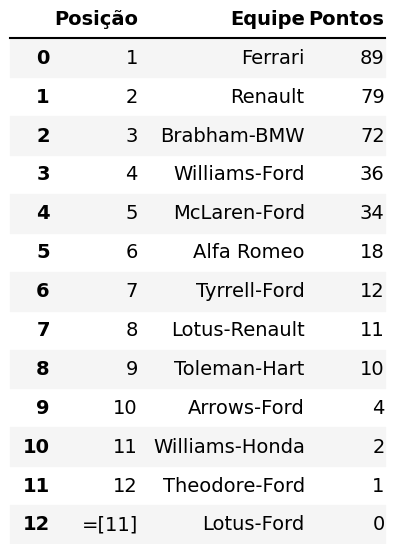 Posição Equipe Pontos
0 1 Ferrari 89
1 2 Renault 79
2 3 Brabham-BMW 72
3 4 Williams-Ford 36
4 5 McLaren-Ford 34
5 6 Alfa Romeo 18
6 7 Tyrrell-Ford 12
7 8 Lotus-Renault 11
8 9 Toleman-Hart 10
9 10 Arrows-Ford 4
10 11 Williams-Honda 2
11 12 Theodore-Ford 1
12 =[11] Lotus-Ford 0